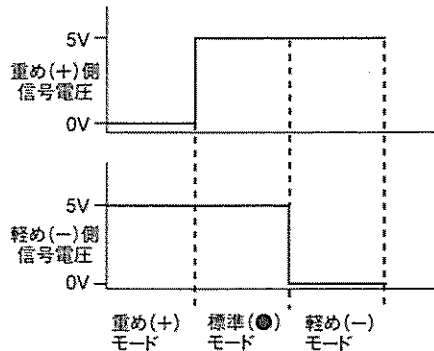 5V
重め(+)側
信号電圧
0V
5V
軽め(−)側
信号電圧
0V
重め(+)
モード
標準(●)
モード
軽め(−)
モード